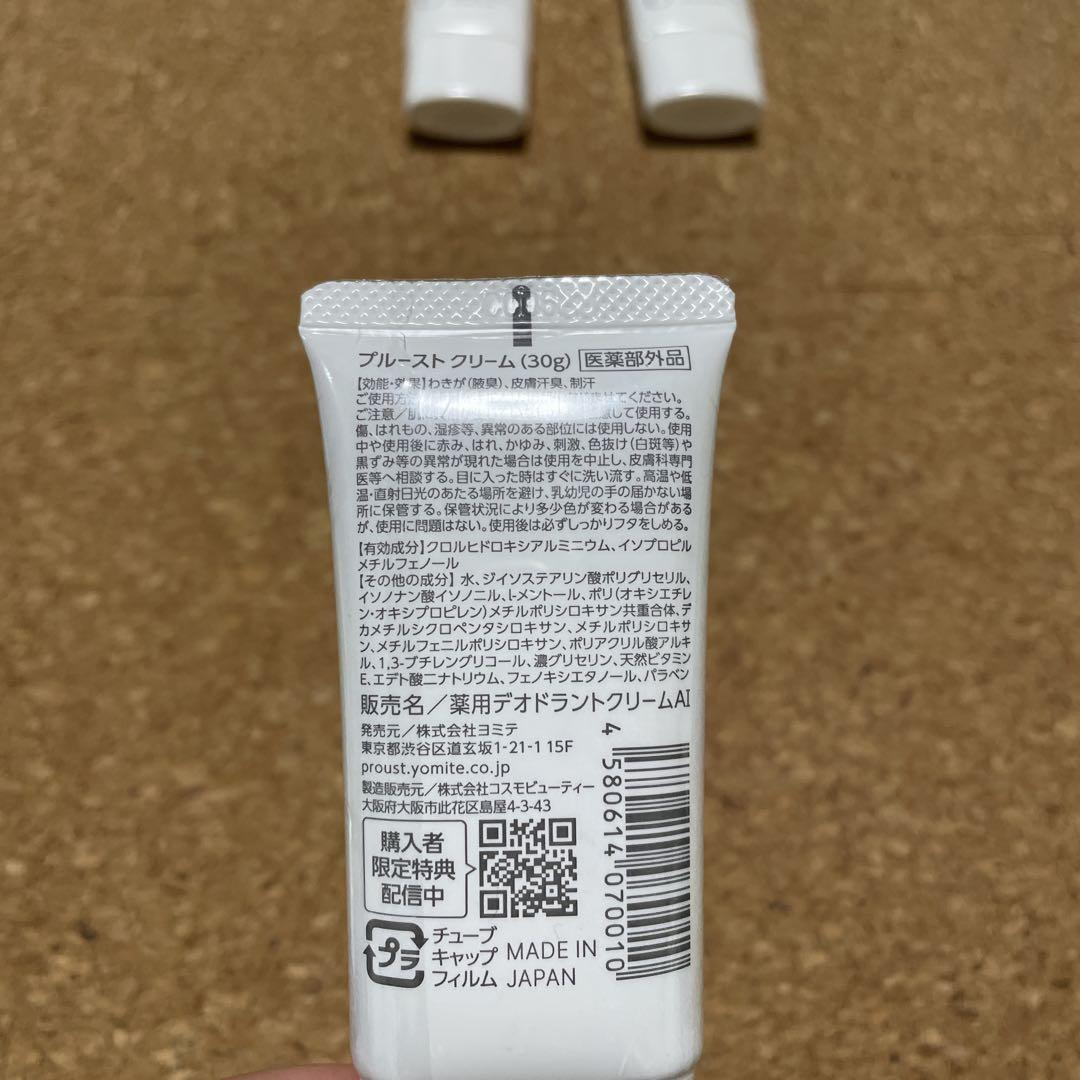 プルースト クリーム (30g) 医薬部外品
【効能・効果】わきが(腋臭)、皮膚汗臭、制汗
ご使用方法 ませてください。
ご注意/肌に して使用する。
傷、はれもの、湿疹等、異常のある部位には使用しない。使用
中や使用後に赤み、はれ、かゆみ、刺激、色抜け(白斑等)や
黒ずみ等の異常が現れた場合は使用を中止し、皮膚科専門
医等へ相談する。目に入った時はすぐに洗い流す。高温や低
温・直射日光のあたる場所を避け、乳幼児の手の届かない場
所に保管する。保管状況により多少色が変わる場合がある
が、使用に問題はない。使用後は必ずしっかりフタをしめる。
【有効成分】クロルヒドロキシアルミニウム、イソプロピル
メチルフェノール
【その他の成分】水、ジイソステアリン酸ポリグリセリル、
イソノナン酸イソノニル、l-メントール、ポリ(オキシエチレ
ン・オキシプロピレン)メチルポリシロキサン共重合体、デ
カメチルシクロペンタシロキサン、メチルポリシロキサ
ン、メチルフェニルポリシロキサン、ポリアクリル酸アルキ
ル、1,3-ブチレングリコール、濃グリセリン、天然ビタミン
E、エデト酸二ナトリウム、フェノキシエタノール、パラベン
販売名/薬用デオドラントクリームAI
発売元/株式会社ヨミテ
東京都渋谷区道玄坂1-21-1 15F
proust.yomite.co.jp
製造販売元/株式会社コスモビューティー
大阪府大阪市此花区島屋4-3-43
購入者
限定特典
配信中
4 580614 070010
プラ
チューブ
キャップ
フィルム
MADE IN
JAPAN